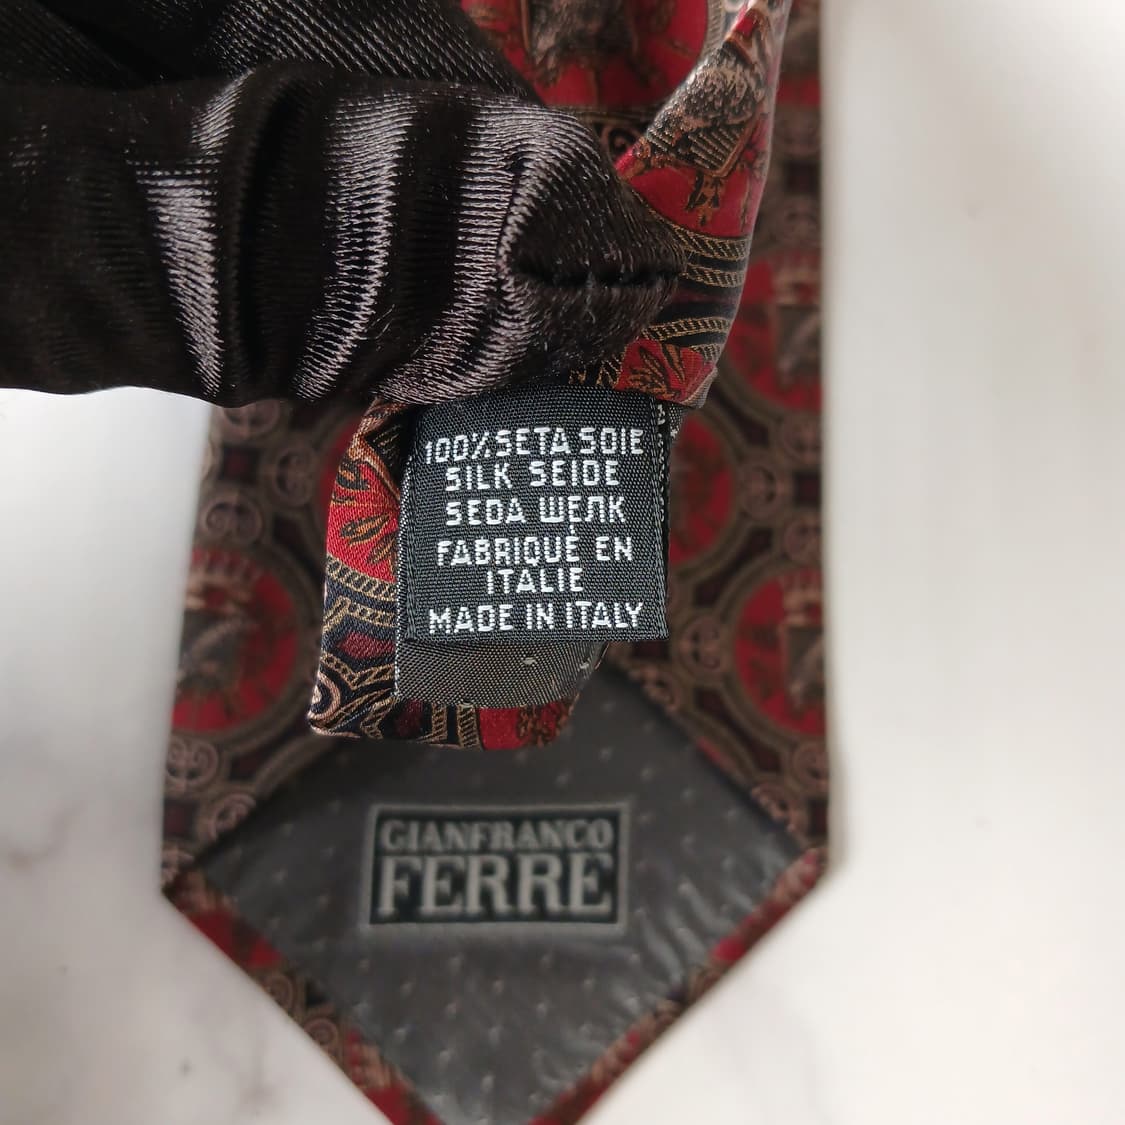 100% SETA SOIE
SILK SEIDE
SEDA ШЕЛК
FABRIQUÉ EN
ITALIE
MADE IN ITALY
GIANFRANCO
FERRE